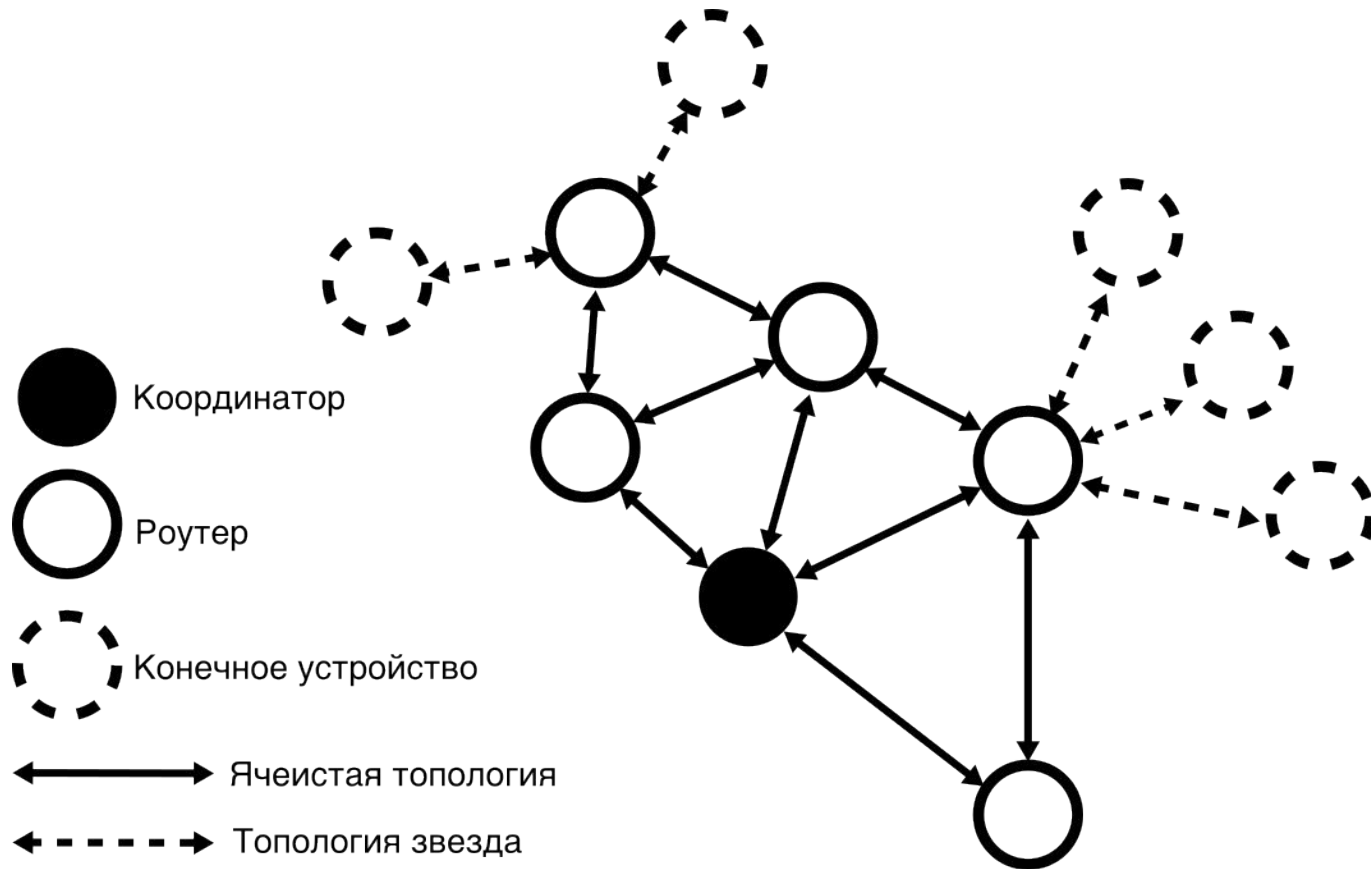 Координатор
Роутер
Конечное устройство
Ячеистая топология
Топология звезда